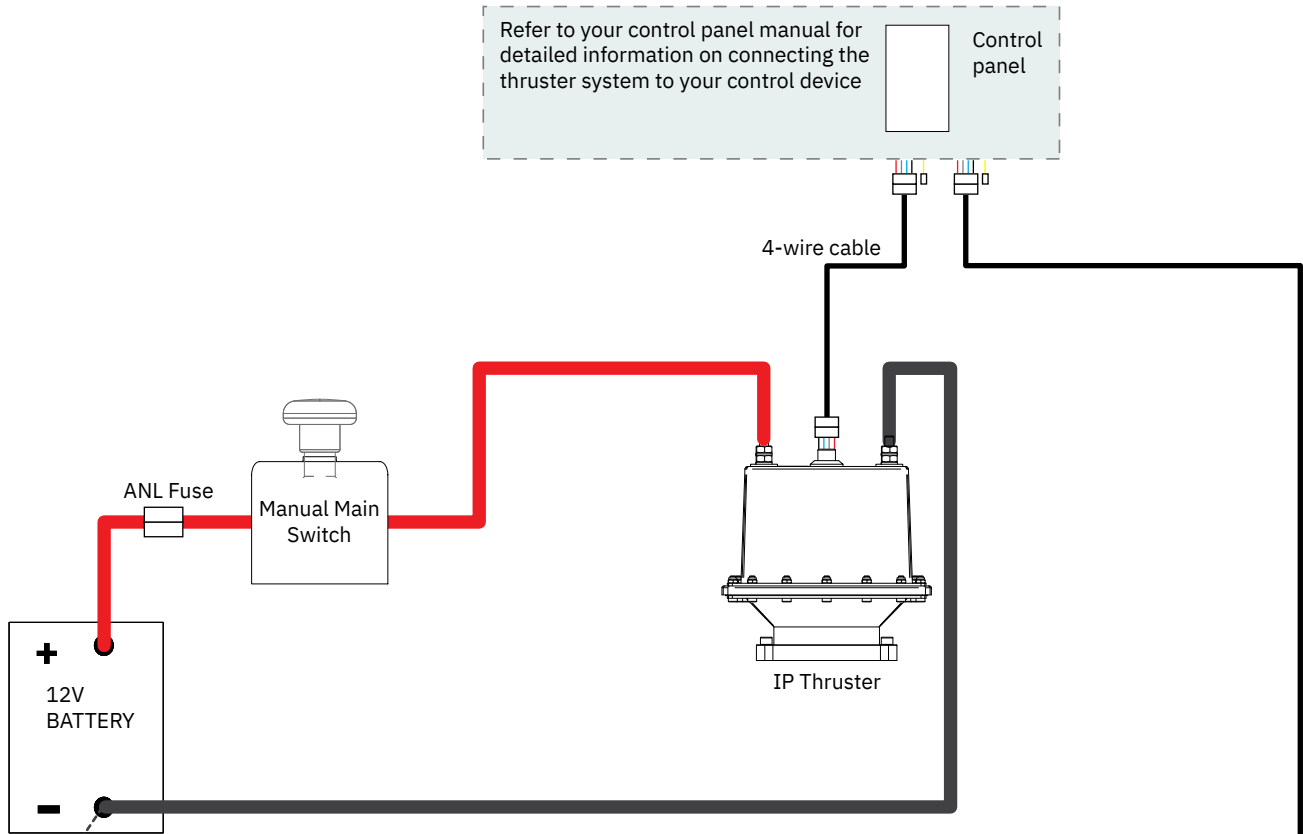 Refer to your control panel manual for
detailed information on connecting the
thruster system to your control device
Control
panel
4-wire cable
ANL Fuse
Manual Main
Switch
IP Thruster
+
12V
BATTERY
-